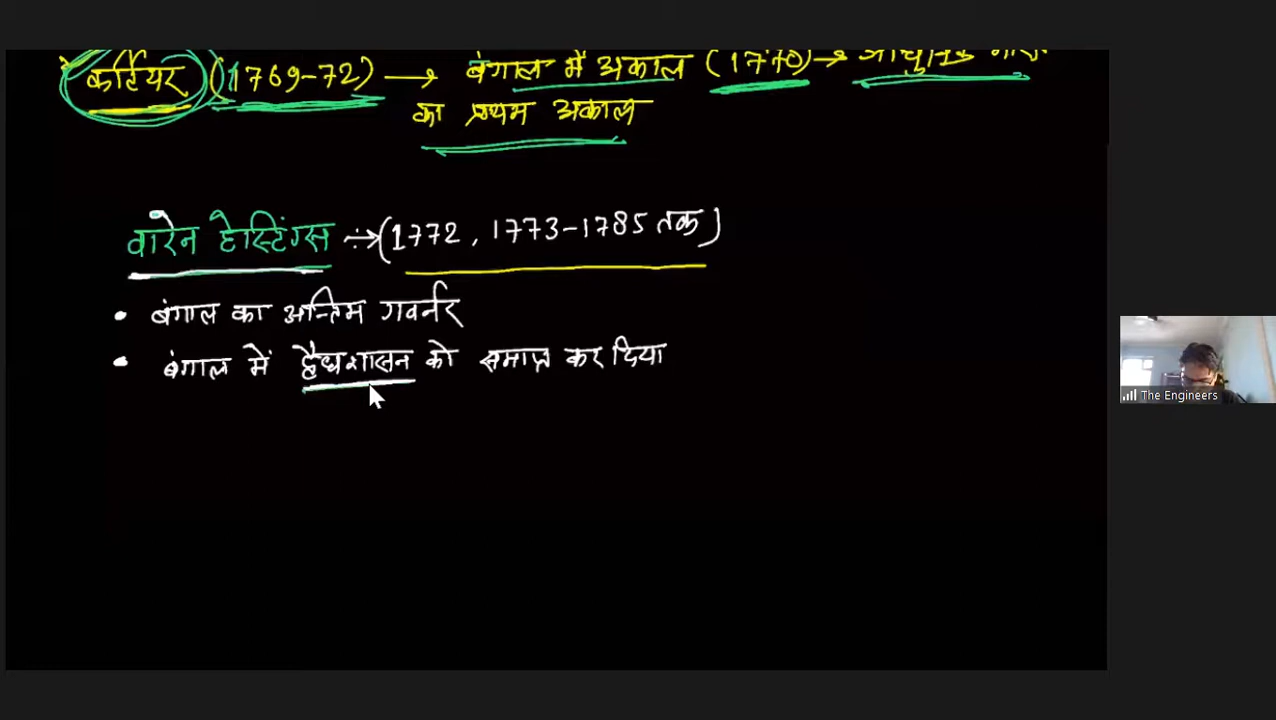 कर्टियर (1769-72) → बंगाल में अकाल (1770) →
का प्रथम अकाल
वारेन हेस्टिंग्स ÷→ (1772, 1773-1785 तक)
• बंगाल का अन्तिम गवर्नर
• बंगाल में द्वैधशासन को समाप्त कर दिया
The Engineers